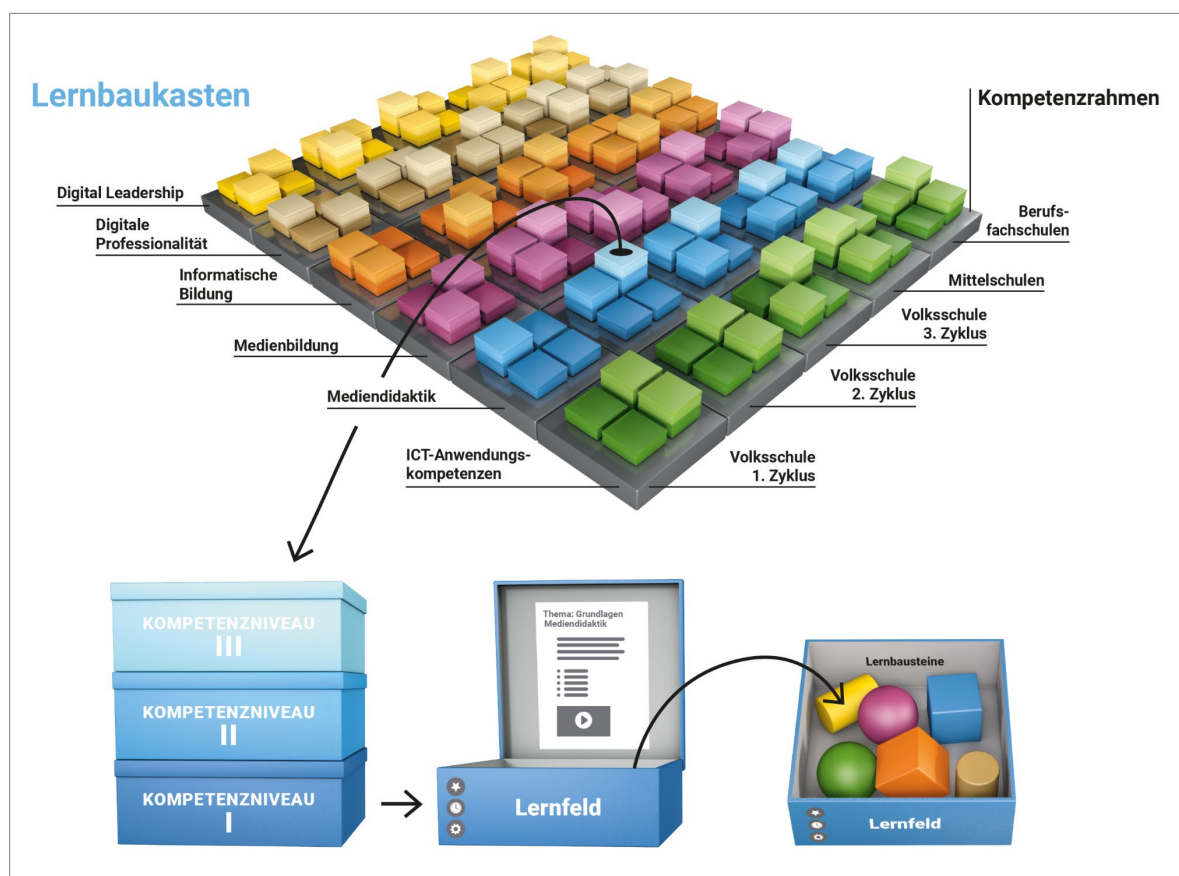 Lernbaukasten
Kompetenzrahmen
Digital Leadership
Digitale
Professionalität
Informatische
Bildung
Medienbildung
Mediendidaktik
ICT-Anwendungs-
kompetenzen
Berufs-
fachschulen
Mittelschulen
Volksschule
3. Zyklus
Volksschule
2. Zyklus
Volksschule
1. Zyklus
KOMPETENZNIVEAU
III
KOMPETENZNIVEAU
II
KOMPETENZNIVEAU
I
Thema: Grundlagen
Mediendidaktik
Lernfeld
Lernbausteine
Lernfeld